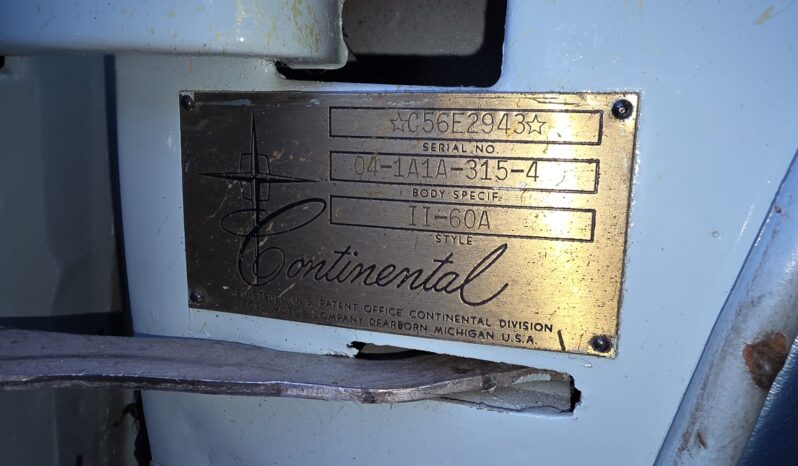 ☆C56E2943☆
SERIAL NO.
04-1A1A-315-4
BODY SPECIF.
II-60A
STYLE
Continental
U.S. PATENT OFFICE CONTINENTAL DIVISION
MOTOR COMPANY DEARBORN, MICHIGAN U.S.A.